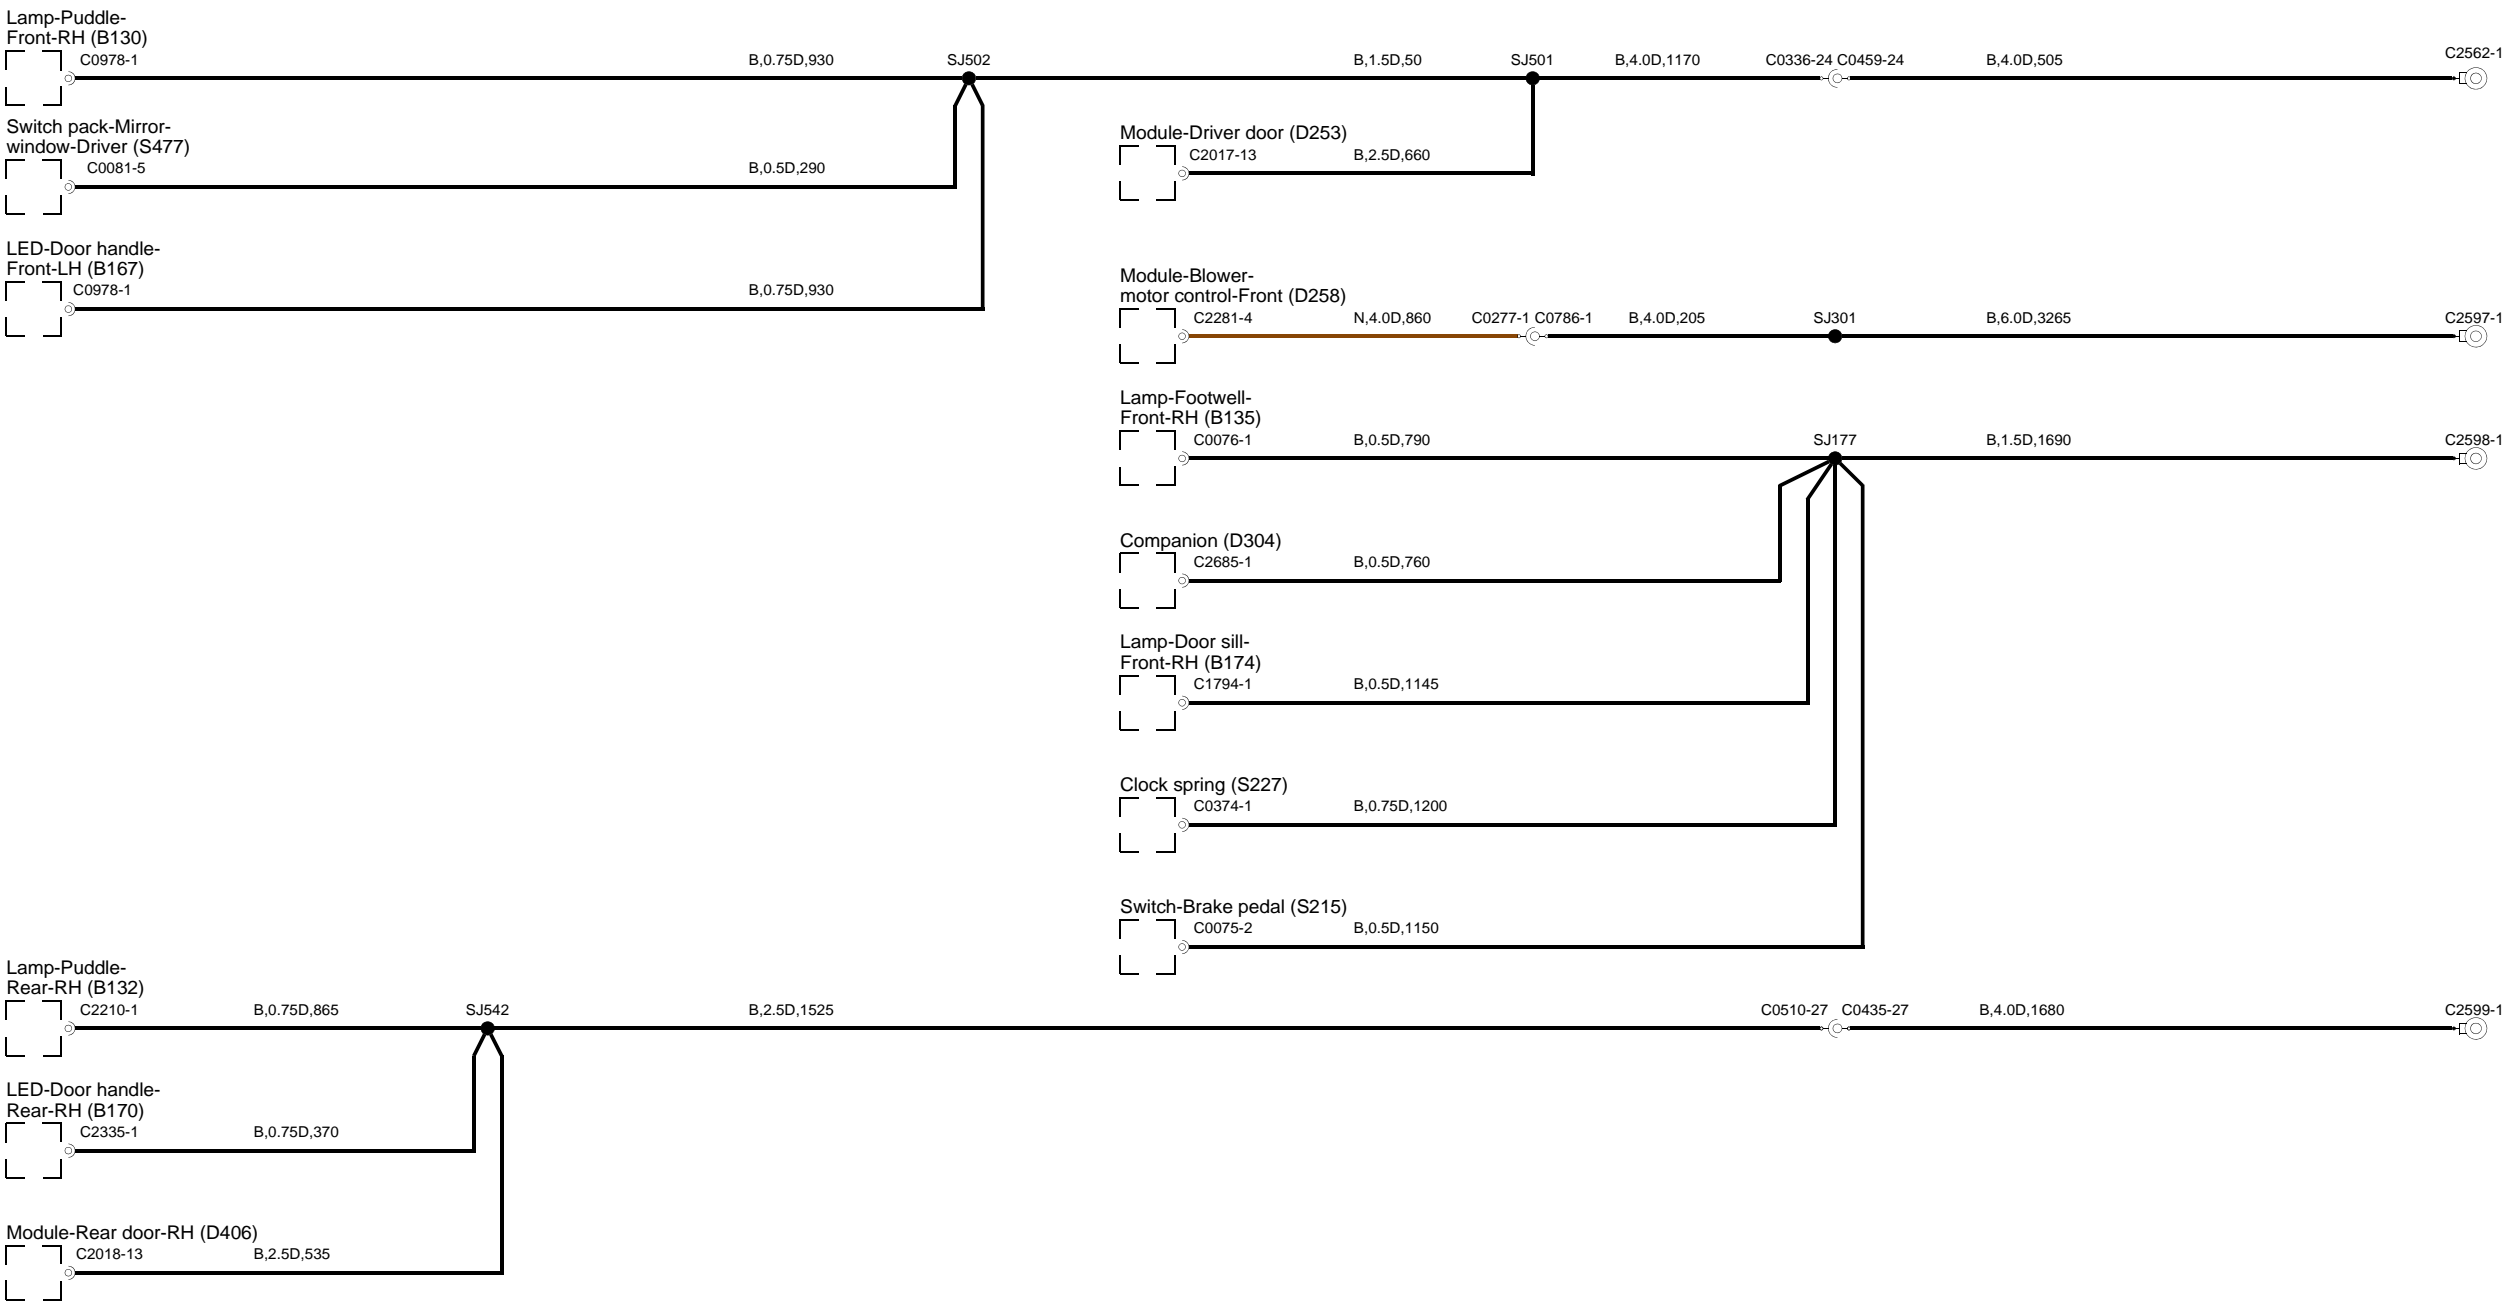 Lamp-Puddle-
Front-RH (B130)
C0978-1 B,0.75D,930 SJ502 B,1.5D,50 SJ501 B,4.0D,1170 C0336-24 C0459-24 B,4.0D,505 C2562-1
Switch pack-Mirror-
window-Driver (S477)
C0081-5 B,0.5D,290
Module-Driver door (D253)
C2017-13 B,2.5D,660
LED-Door handle-
Front-LH (B167)
C0978-1 B,0.75D,930
Module-Blower-
motor control-Front (D258)
C2281-4 N,4.0D,860 C0277-1 C0786-1 B,4.0D,205 SJ301 B,6.0D,3265 C2597-1
Lamp-Footwell-
Front-RH (B135)
C0076-1 B,0.5D,790 SJ177 B,1.5D,1690 C2598-1
Companion (D304)
C2685-1 B,0.5D,760
Lamp-Door sill-
Front-RH (B174)
C1794-1 B,0.5D,1145
Clock spring (S227)
C0374-1 B,0.75D,1200
Switch-Brake pedal (S215)
C0075-2 B,0.5D,1150
Lamp-Puddle-
Rear-RH (B132)
C2210-1 B,0.75D,865 SJ542 B,2.5D,1525 C0510-27 C0435-27 B,4.0D,1680 C2599-1
LED-Door handle-
Rear-RH (B170)
C2335-1 B,0.75D,370
Module-Rear door-RH (D406)
C2018-13 B,2.5D,535